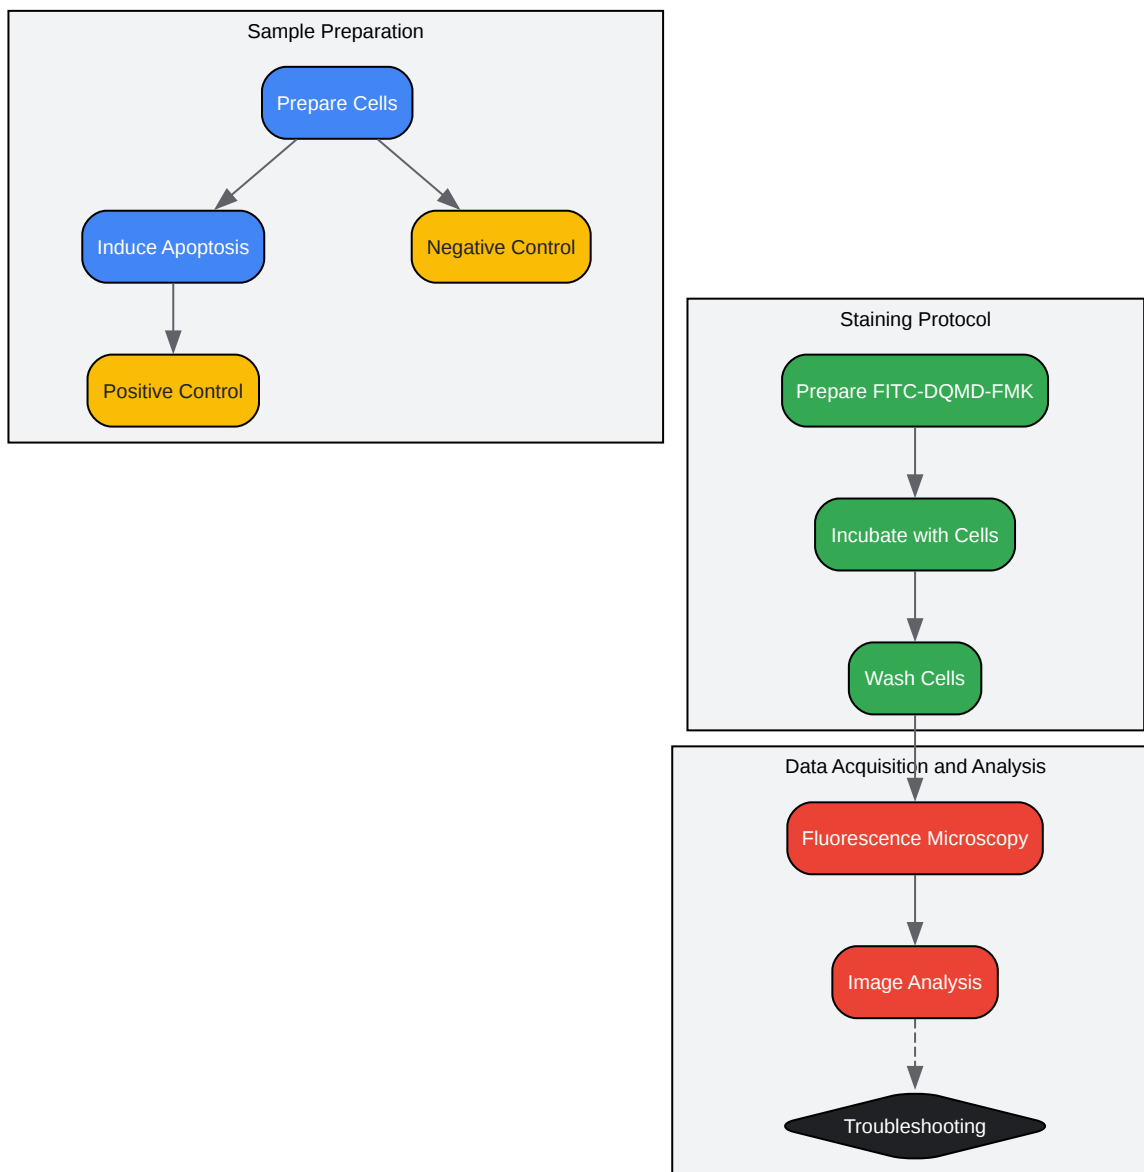 Sample Preparation
Prepare Cells
Induce Apoptosis
Negative Control
Positive Control
Staining Protocol
Prepare FITC-DQMD-FMK
Incubate with Cells
Wash Cells
Data Acquisition and Analysis
Fluorescence Microscopy
Image Analysis
Troubleshooting